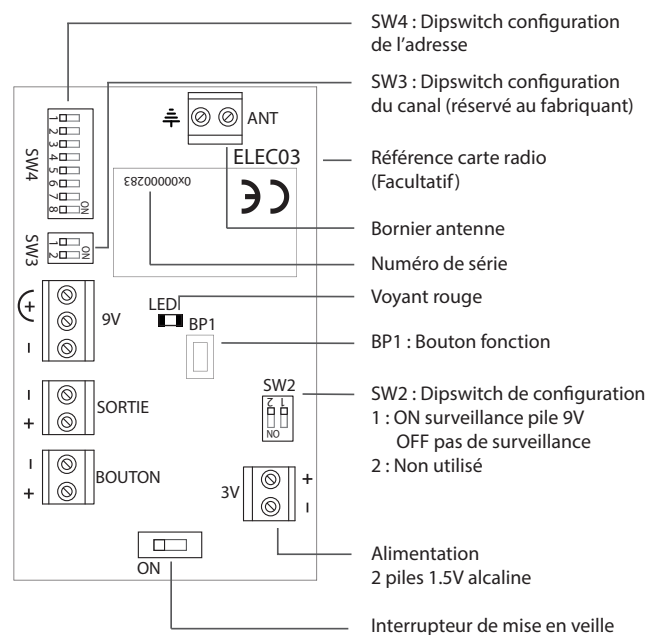 SW4 : Dipswitch configuration
de l'adresse
SW3 : Dipswitch configuration
du canal (réservé au fabriquant)
ANT
ELEC03
Référence carte radio
(Facultatif)
SW4
1
2
3
4
5
6
7
8
ON
0x00000283
CE
Bornier antenne
SW3
1
2
ON
Numéro de série
+
9V
–
LED
Voyant rouge
BP1
BP1 : Bouton fonction
–
+
SORTIE
SW2
2 1
ON
SW2 : Dipswitch de configuration
1 : ON surveillance pile 9V
OFF pas de surveillance
2 : Non utilisé
–
+
BOUTON
3V
+
–
ON
Alimentation
2 piles 1.5V alcaline
Interrupteur de mise en veille